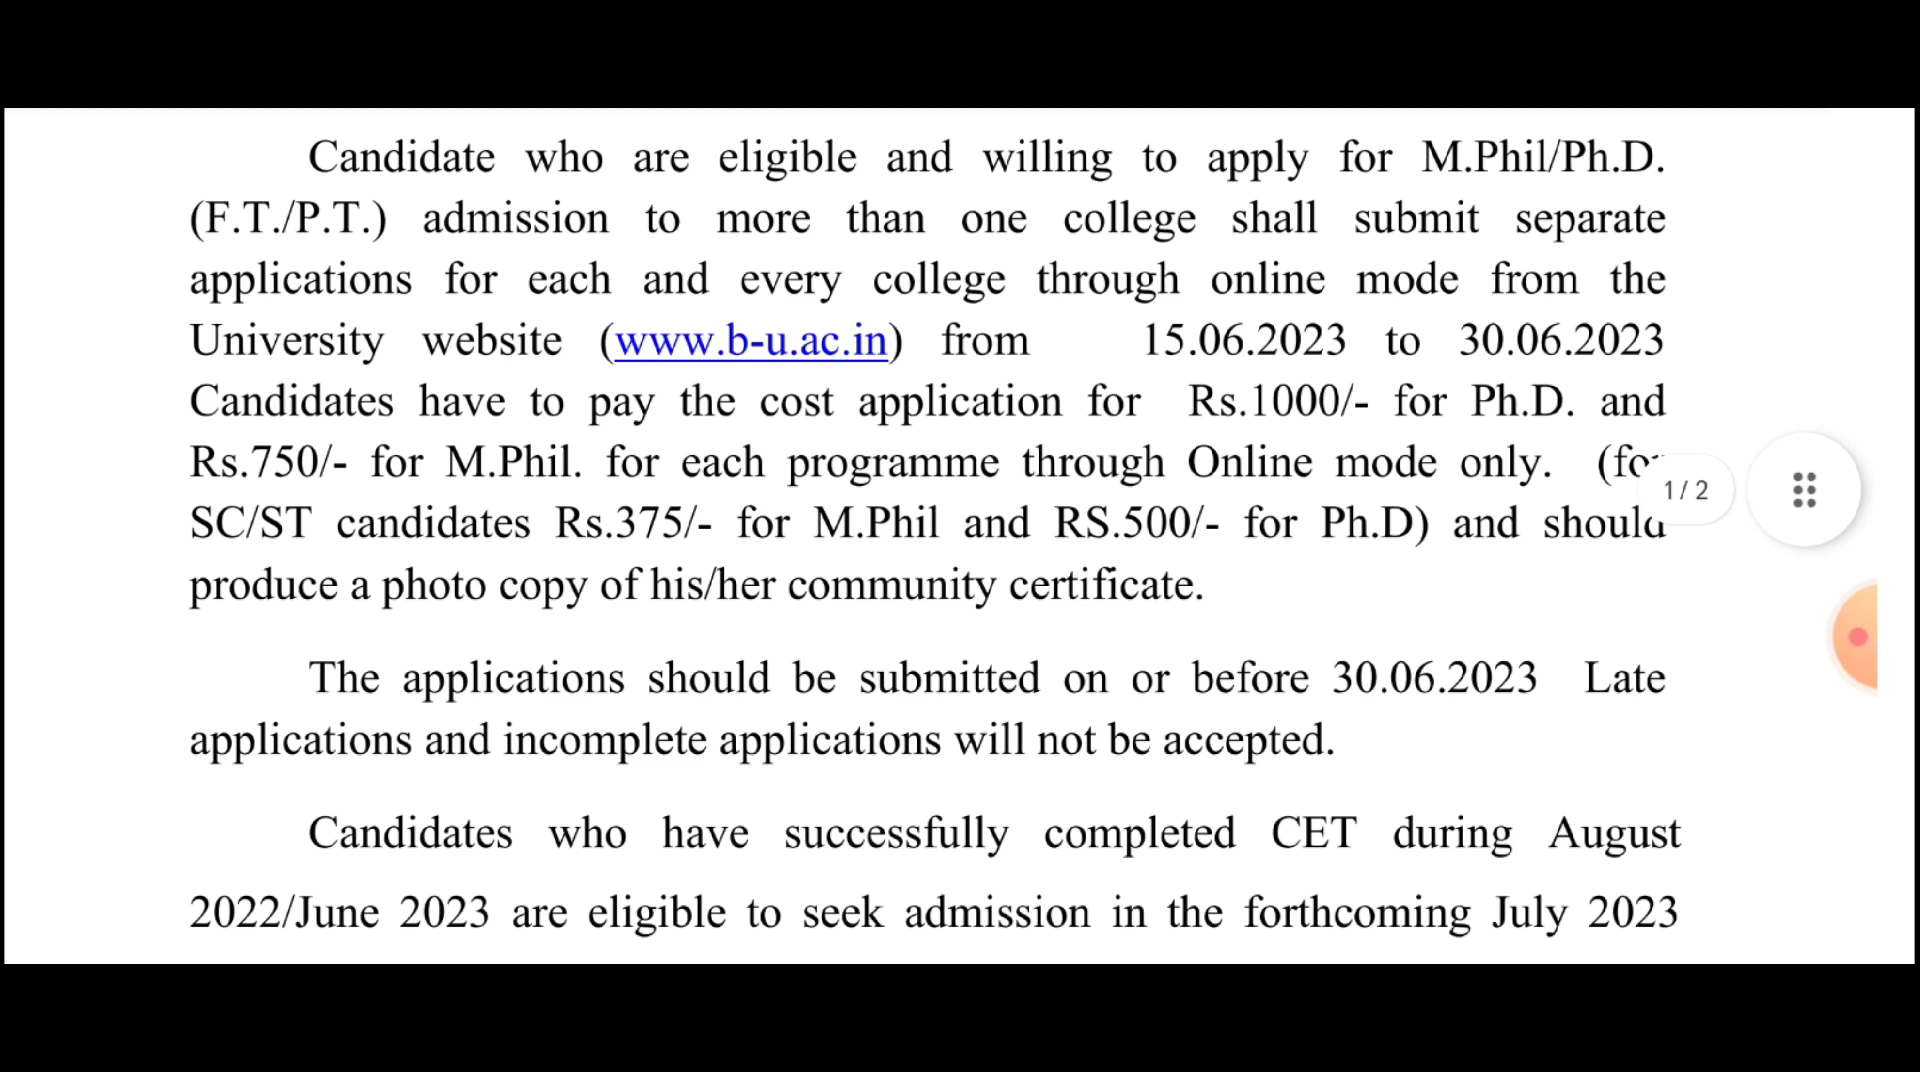 Candidate who are eligible and willing to apply for M.Phil/Ph.D.
(F.T./P.T.) admission to more than one college shall submit separate
applications for each and every college through online mode from the
University website (www.b-u.ac.in) from 15.06.2023 to 30.06.2023
Candidates have to pay the cost application for Rs.1000/- for Ph.D. and
Rs.750/- for M.Phil. for each programme through Online mode only. (for
1 / 2
SC/ST candidates Rs.375/- for M.Phil and RS.500/- for Ph.D) and should
produce a photo copy of his/her community certificate.
The applications should be submitted on or before 30.06.2023 Late
applications and incomplete applications will not be accepted.
Candidates who have successfully completed CET during August
2022/June 2023 are eligible to seek admission in the forthcoming July 2023